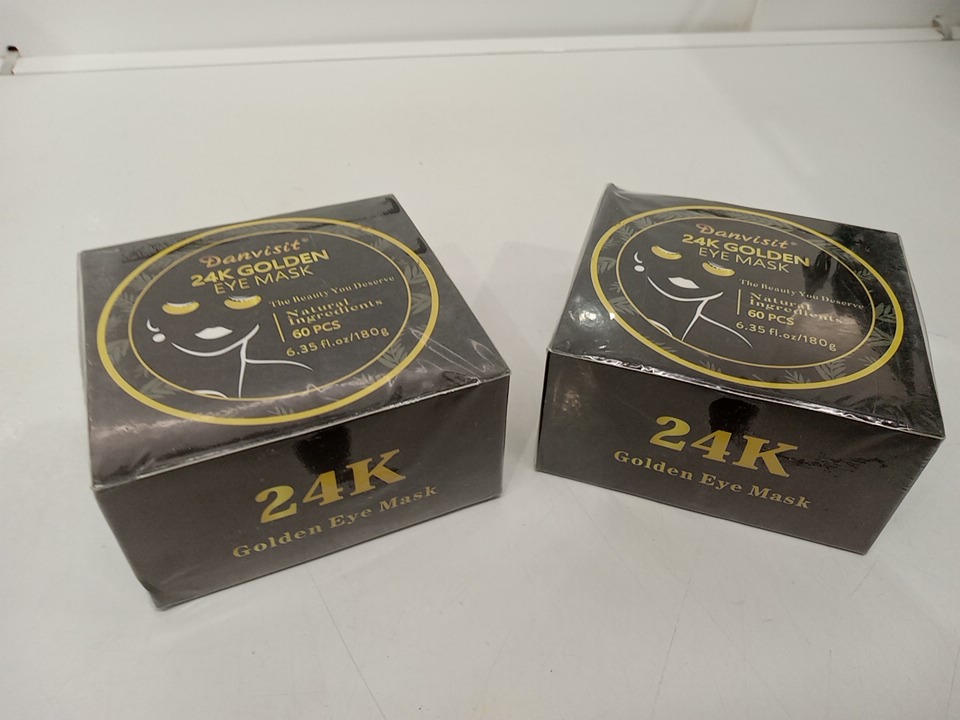 Danvisit®
24K GOLDEN
EYE MASK
The Beauty You Deserve
Natural
Ingredients
60 PCS
6.35 fl.oz/180g
24K
Golden Eye Mask
Danvisit®
24K GOLDEN
EYE MASK
The Beauty You Deserve
Natural
Ingredients
60 PCS
6.35 fl.oz/180g
24K
Golden Eye Mask